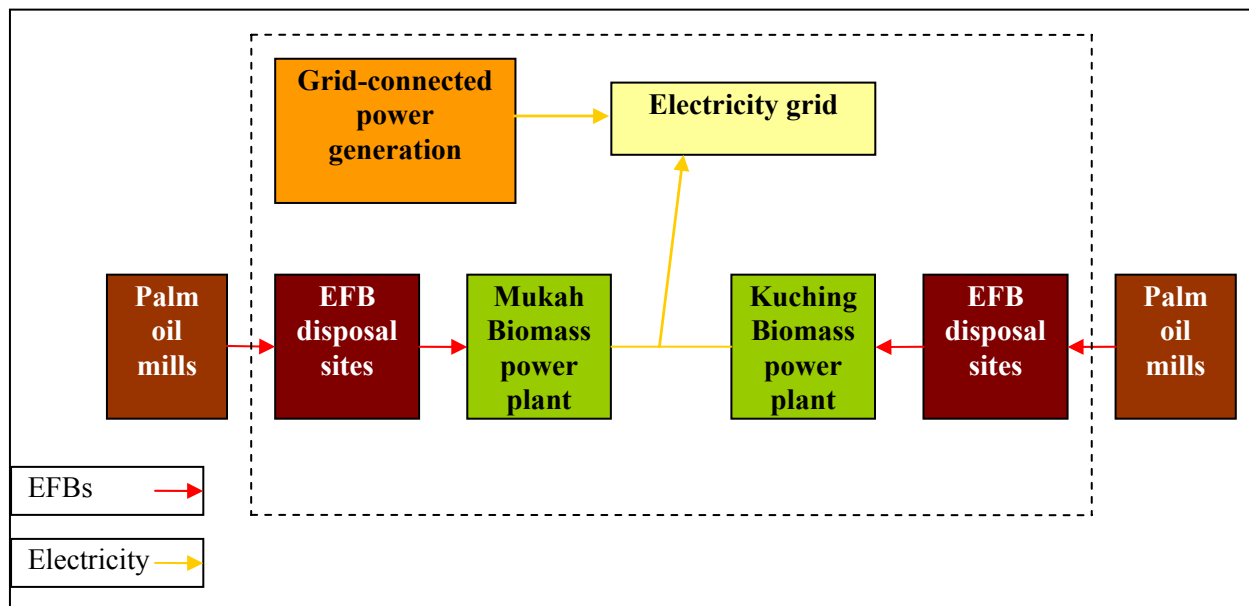 Grid-connected
power
generation
Electricity grid
Palm
oil
mills
EFB
disposal
sites
Mukah
Biomass
power
plant
Kuching
Biomass
power
plant
EFB
disposal
sites
Palm
oil
mills
EFBs
Electricity